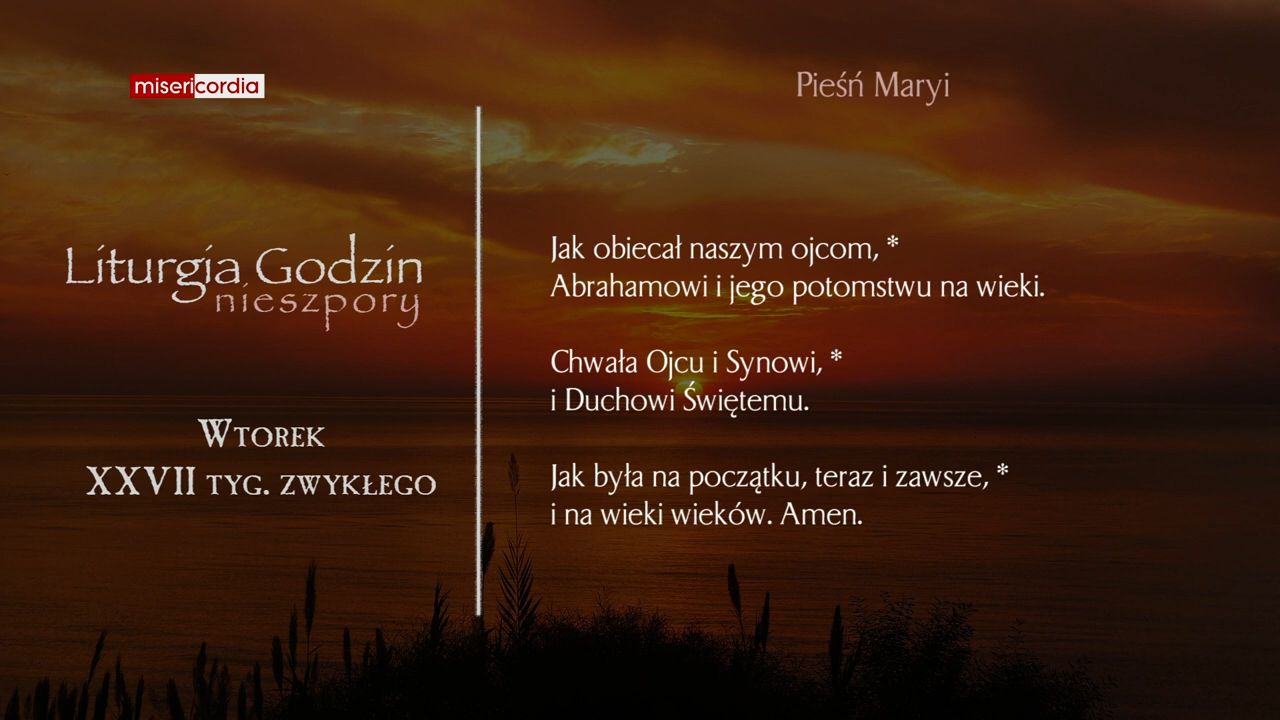 misericordia
Pieśń Maryi
Liturgia Godzin
nieszpory
Wtorek
XXVII tyg. zwykłego
Jak obiecał naszym ojcom, *
Abrahamowi i jego potomstwu na wieki.
Chwała Ojcu i Synowi, *
i Duchowi Świętemu.
Jak była na początku, teraz i zawsze, *
i na wieki wieków. Amen.